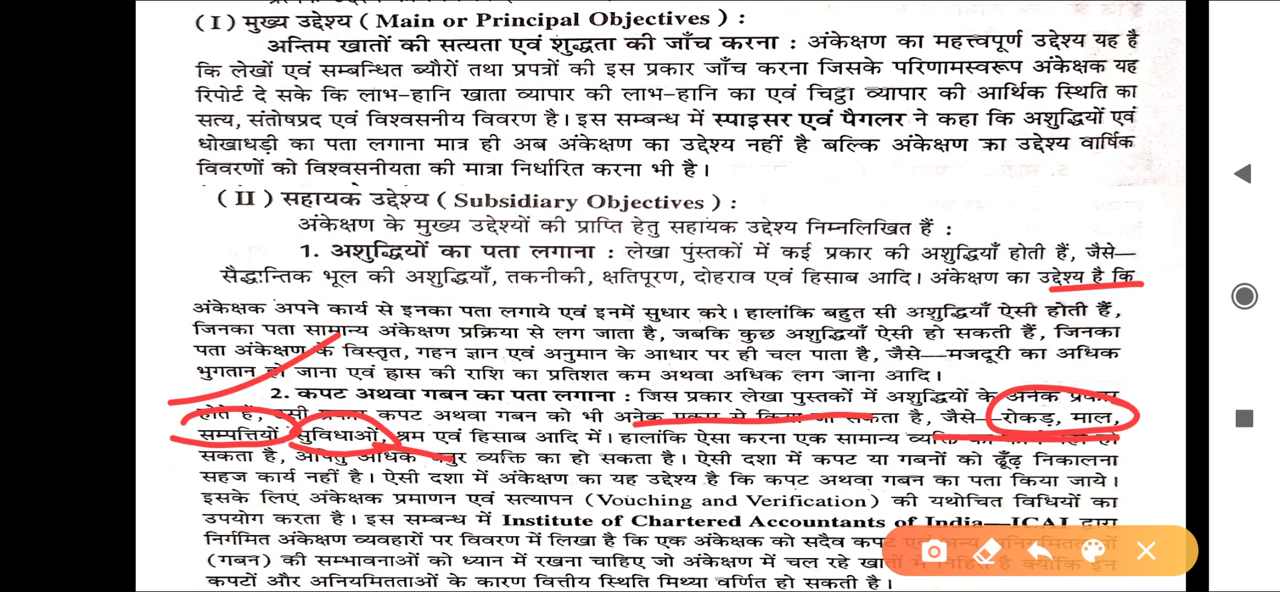 ( I ) मुख्य उद्देश्य ( Main or Principal Objectives ) :
अन्तिम खातों की सत्यता एवं शुद्धता की जाँच करना : अंकेक्षण का महत्त्वपूर्ण उद्देश्य यह है
कि लेखों एवं सम्बन्धित ब्यौरों तथा प्रपत्रों की इस प्रकार जाँच करना जिसके परिणामस्वरूप अंकेक्षक यह
रिपोर्ट दे सके कि लाभ-हानि खाता व्यापार की लाभ-हानि का एवं चिट्ठा व्यापार की आर्थिक स्थिति का
सत्य, संतोषप्रद एवं विश्वसनीय विवरण है। इस सम्बन्ध में स्पाइसर एवं पैगलर ने कहा कि अशुद्धियों एवं
धोखाधड़ी का पता लगाना मात्र ही अब अंकेक्षण का उद्देश्य नहीं है बल्कि अंकेक्षण का उद्देश्य वार्षिक
विवरणों को विश्वसनीयता की मात्रा निर्धारित करना भी है।
( II ) सहायक उद्देश्य ( Subsidiary Objectives ) :
अंकेक्षण के मुख्य उद्देश्यों की प्राप्ति हेतु सहायक उद्देश्य निम्नलिखित हैं :
1. अशुद्धियों का पता लगाना : लेखा पुस्तकों में कई प्रकार की अशुद्धियाँ होती हैं, जैसे—
सैद्धान्तिक भूल की अशुद्धियाँ, तकनीकी, क्षतिपूरण, दोहराव एवं हिसाब आदि। अंकेक्षण का उद्देश्य है कि
अंकेक्षक अपने कार्य से इनका पता लगाये एवं इनमें सुधार करे। हालांकि बहुत सी अशुद्धियाँ ऐसी होती हैं,
जिनका पता सामान्य अंकेक्षण प्रक्रिया से लग जाता है, जबकि कुछ अशुद्धियाँ ऐसी हो सकती हैं, जिनका
पता अंकेक्षण के विस्तृत, गहन ज्ञान एवं अनुमान के आधार पर ही चल पाता है, जैसे—मजदूरी का अधिक
भुगतान हो जाना एवं ह्रास की राशि का प्रतिशत कम अथवा अधिक लग जाना आदि।
2. कपट अथवा गबन का पता लगाना : जिस प्रकार लेखा पुस्तकों में अशुद्धियों के अनेक प्रकार
होते हैं, प्रकार कपट अथवा गबन को भी अनेक प्रकार से किया जा सकता है, जैसे—रोकड़, माल,
सम्पत्तियों सुविधाओं, श्रम एवं हिसाब आदि में। हालांकि ऐसा करना एक सामान्य व्यक्ति
सकता है, अपितु अधिक व्यक्ति का हो सकता है। ऐसी दशा में कपट या गबनों को ढूँढ़ निकालना
सहज कार्य नहीं है। ऐसी दशा में अंकेक्षण का यह उद्देश्य है कि कपट अथवा गबन का पता किया जाये।
इसके लिए अंकेक्षक प्रमाणन एवं सत्यापन (Vouching and Verification) की यथोचित विधियों का
उपयोग करता है। इस सम्बन्ध में Institute of Chartered Accountants of India—ICAI द्वारा
निर्गमित अंकेक्षण व्यवहारों पर विवरण में लिखा है कि एक अंकेक्षक को सदैव कपट
(गबन) की सम्भावनाओं को ध्यान में रखना चाहिए जो अंकेक्षण में चल रहे
कपटों और अनियमितताओं के कारण वित्तीय स्थिति मिथ्या वर्णित हो सकती है।